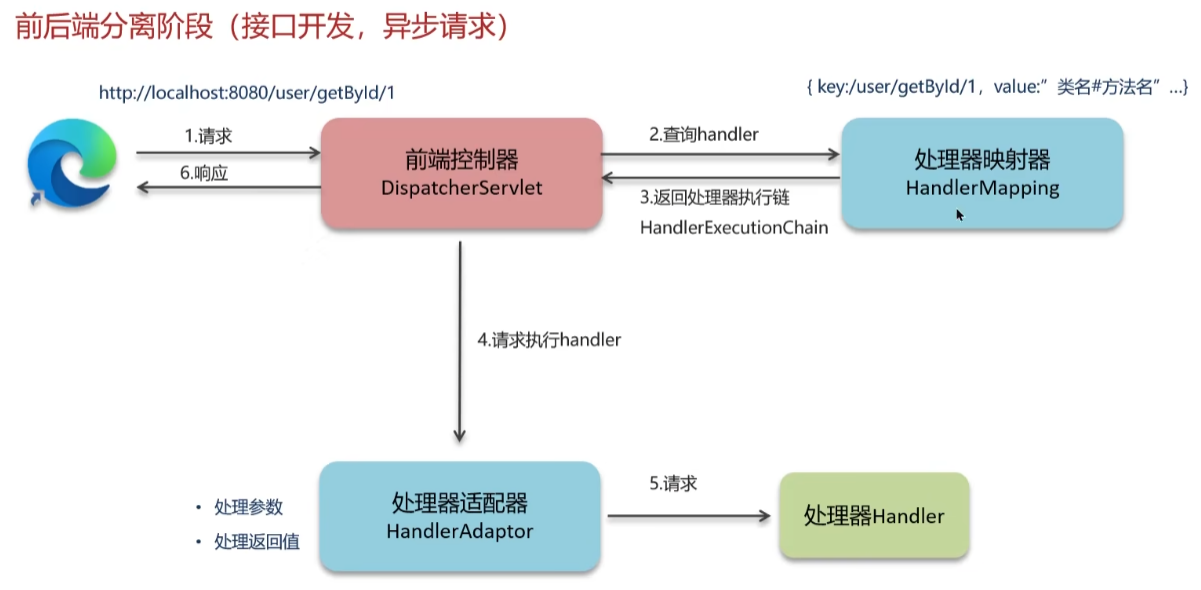 前后端分离阶段（接口开发，异步请求）
http://localhost:8080/user/getById/1
{ key:/user/getById/1，value:”类名#方法名”...}
1.请求
6.响应
前端控制器
DispatcherServlet
2.查询handler
3.返回处理器执行链
HandlerExecutionChain
处理器映射器
HandlerMapping
4.请求执行handler
• 处理参数
• 处理返回值
处理器适配器
HandlerAdaptor
5.请求
处理器Handler